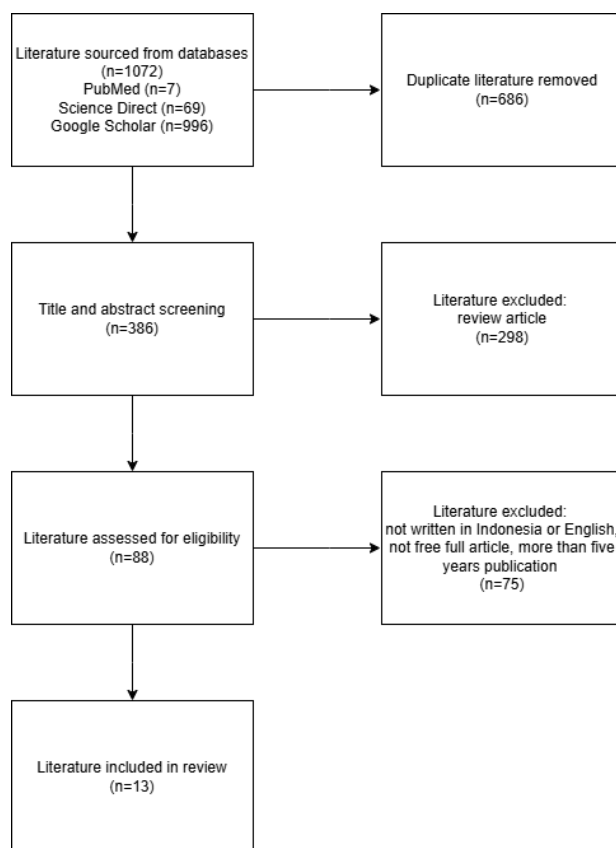 Literature sourced from databases
(n=1072)
PubMed (n=7)
Science Direct (n=69)
Google Scholar (n=996)
Duplicate literature removed
(n=686)
Title and abstract screening
(n=386)
Literature excluded:
review article
(n=298)
Literature assessed for eligibility
(n=88)
Literature excluded:
not written in Indonesia or English,
not free full article, more than five
years publication
(n=75)
Literature included in review
(n=13)